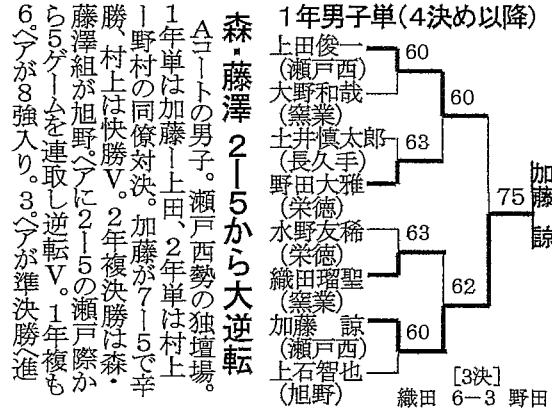 1年男子単(4決め以降)
上田俊一
(瀬戸西)
大野和哉
(窯業)
土井慎太郎
(長久手)
野田大雅
(栄徳)
水野友稀
(栄徳)
織田瑠聖
(窯業)
加藤 諒
(瀬戸西)
上石智也
(旭野)
60
63
63
60
60
62
75
加藤 諒
[3決]
織田 6-3 野田
森・藤澤 2-5から大逆転
Aコートの男子。瀬戸西勢の独壇場。
1年単は加藤-上田、2年単は村上
-野村の同僚対決。加藤が7-5で辛
勝、村上は快勝V。2年複決勝は森・
藤澤組が旭野ペアに2-5の瀬戸際か
ら5ゲームを連取し逆転V。1年複も
6ペアが8強入り。3ペアが準決勝へ進